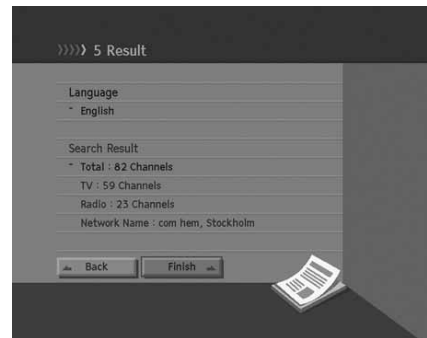 》》》》》 5 Result
Language
- English
Search Result
- Total : 82 Channels
TV : 59 Channels
Radio : 23 Channels
Network Name : com hem, Stockholm
Back Finish